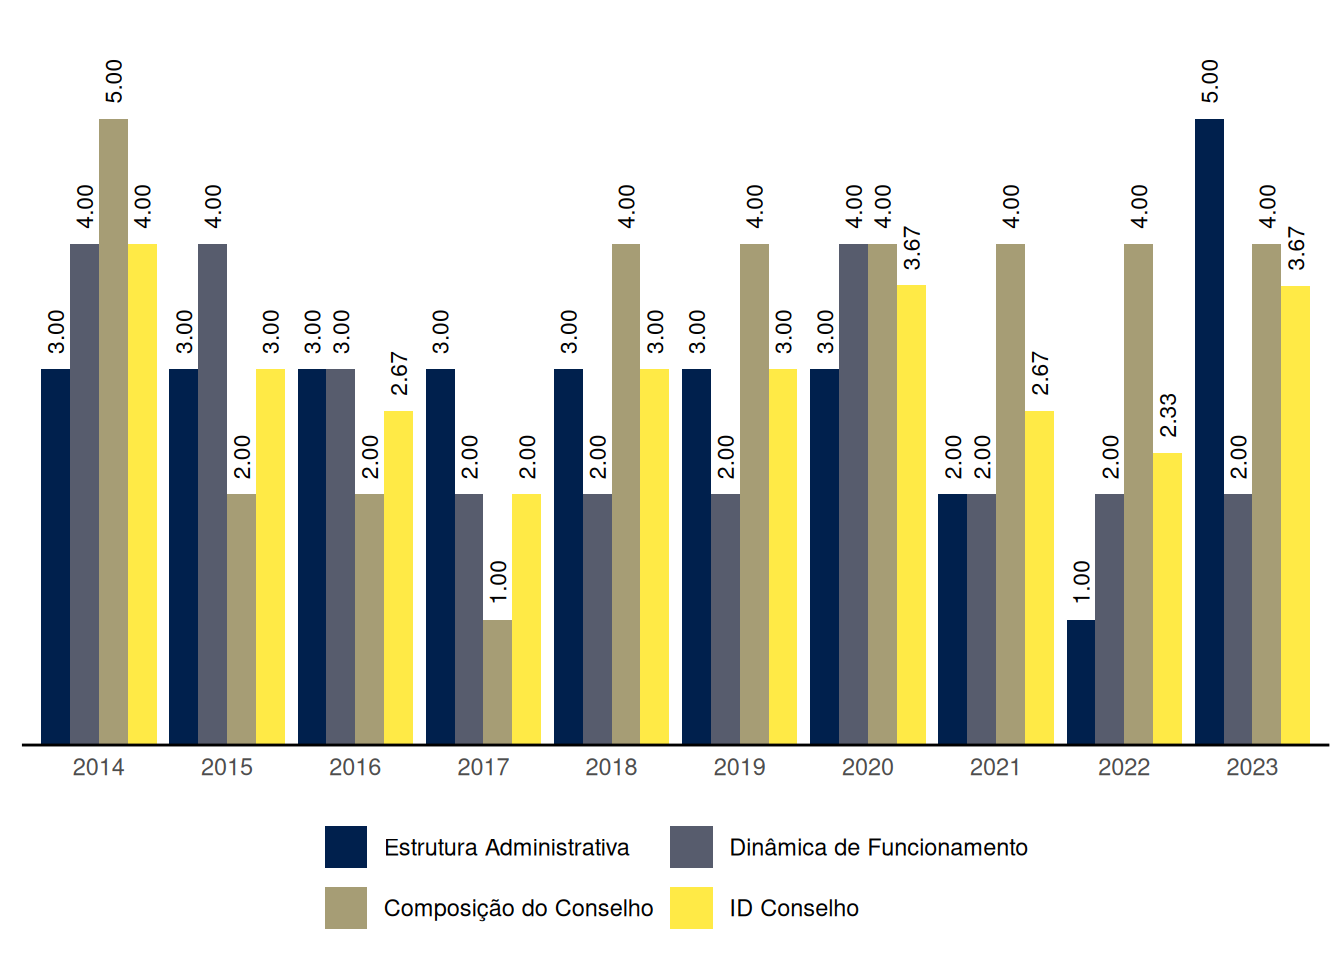 5.00 5.00
4.00 4.00 4.00 4.00 4.00 4.00 4.00 4.00 4.00 4.00
3.67 3.67
3.00 3.00 3.00 3.00 3.00 3.00 3.00 3.00 3.00 3.00 3.00
2.67 2.67
2.33
2.00 2.00 2.00 2.00 2.00 2.00 2.00 2.00 2.00 2.00
1.00 1.00
2014 2015 2016 2017 2018 2019 2020 2021 2022 2023
Estrutura Administrativa Dinâmica de Funcionamento
Composição do Conselho ID Conselho